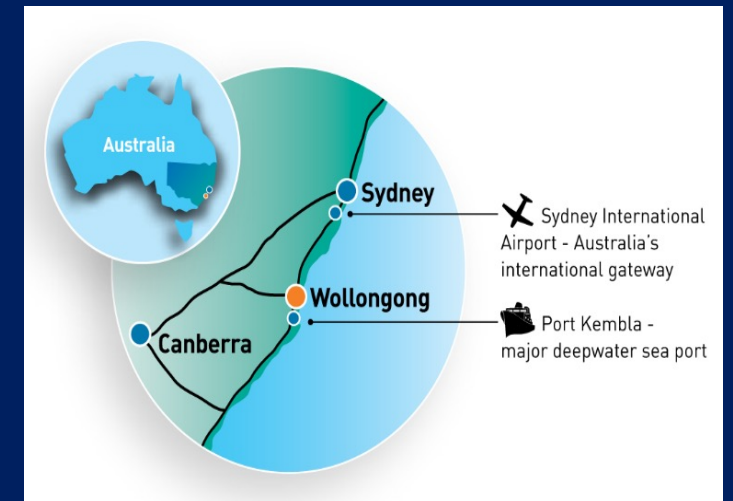 Australia
Sydney
Sydney International
Airport - Australia's
international gateway
Wollongong
Canberra
Port Kembla -
major deepwater sea port